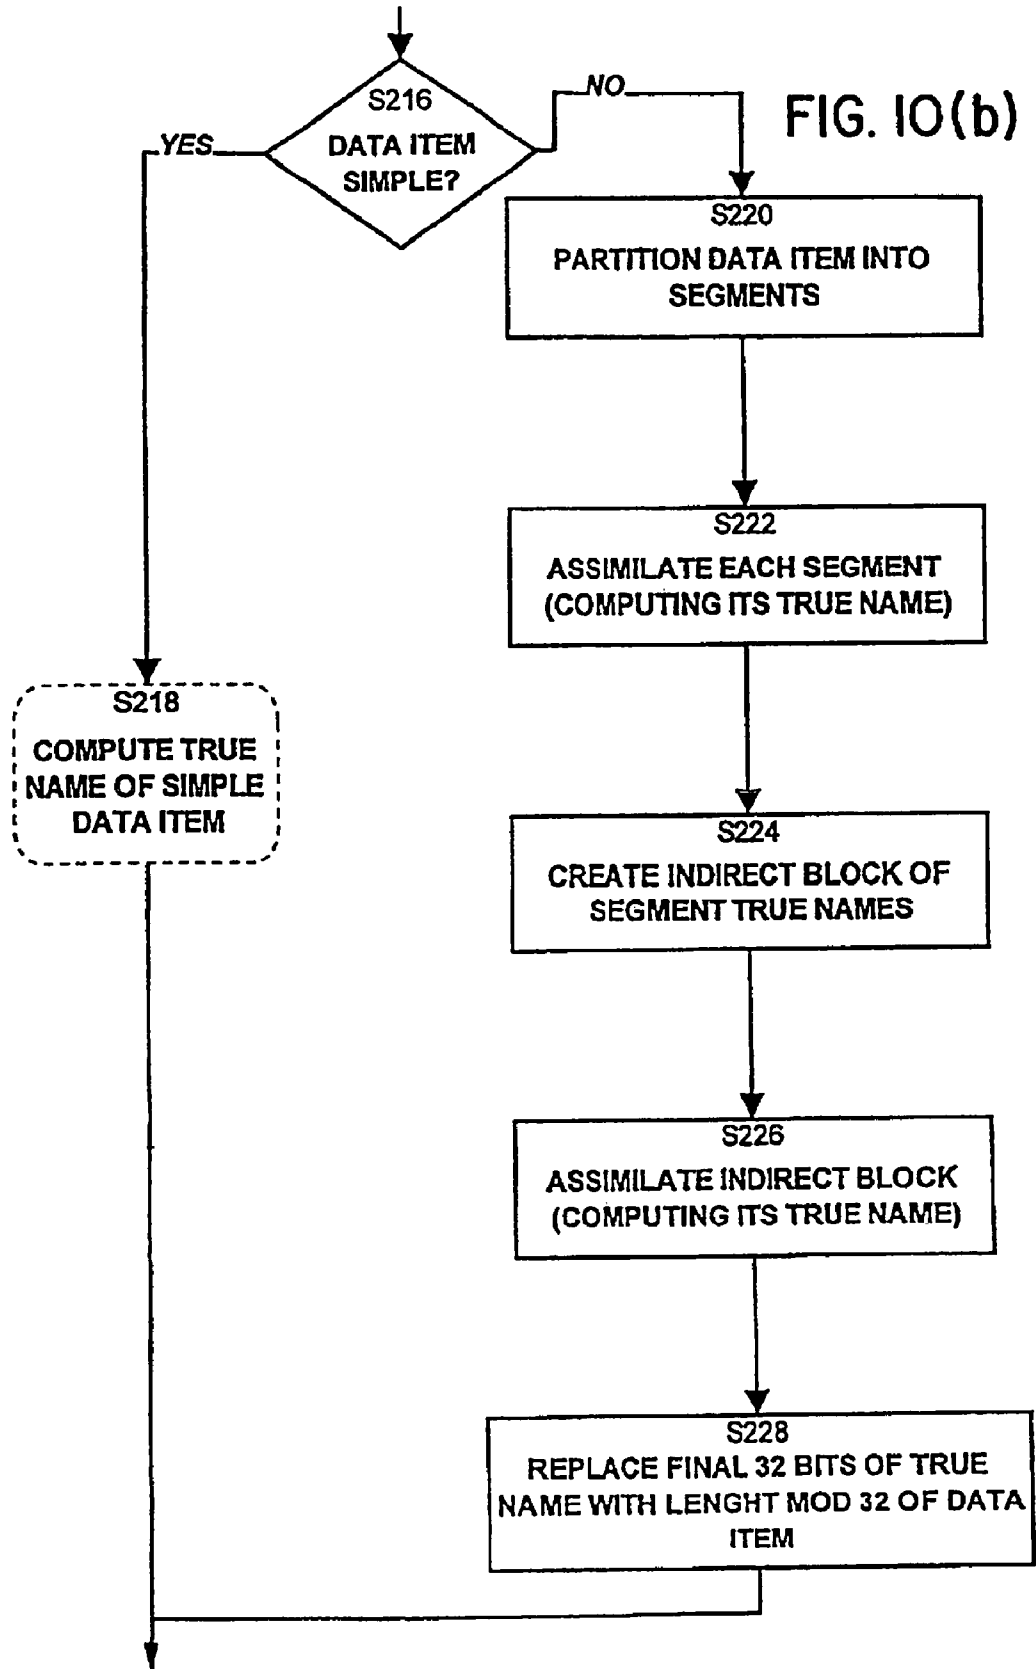 FIG. 10(b)
S216
DATA ITEM
SIMPLE?
YES
NO
S220
PARTITION DATA ITEM INTO
SEGMENTS
S222
ASSIMILATE EACH SEGMENT
(COMPUTING ITS TRUE NAME)
S218
COMPUTE TRUE
NAME OF SIMPLE
DATA ITEM
S224
CREATE INDIRECT BLOCK OF
SEGMENT TRUE NAMES
S226
ASSIMILATE INDIRECT BLOCK
(COMPUTING ITS TRUE NAME)
S228
REPLACE FINAL 32 BITS OF TRUE
NAME WITH LENGHT MOD 32 OF DATA
ITEM